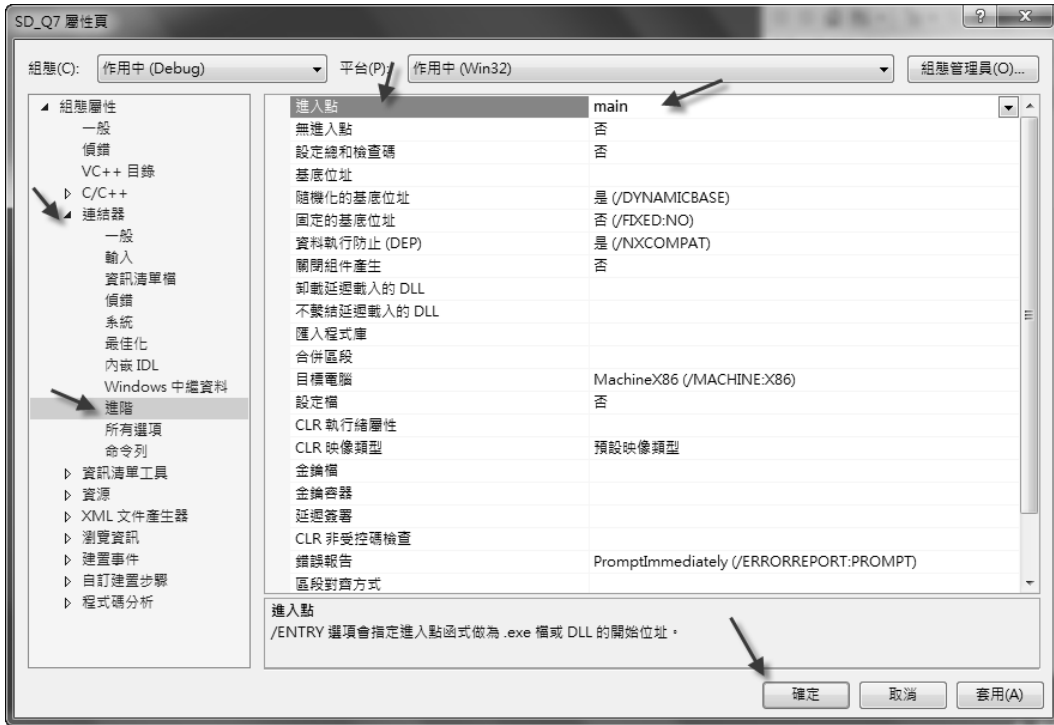 SD_Q7 屬性頁
組態(C): 作用中 (Debug) 平台(P): 作用中 (Win32) 組態管理員(O)...
組態屬性
一般
偵錯
VC++ 目錄
C/C++
連結器
一般
輸入
資訊清單檔
偵錯
系統
最佳化
內嵌 IDL
Windows 中繼資料
進階
所有選項
命令列
資訊清單工具
資源
XML 文件產生器
瀏覽資訊
建置事件
自訂建置步驟
程式碼分析
進入點 main
無進入點 否
設定總和檢查碼 否
基底位址
隨機化的基底位址 是 (/DYNAMICBASE)
固定的基底位址 否 (/FIXED:NO)
資料執行防止 (DEP) 是 (/NXCOMPAT)
關閉組件產生 否
卸載延遲載入的 DLL
不繫結延遲載入的 DLL
匯入程式庫
合併區段
目標電腦 MachineX86 (/MACHINE:X86)
設定檔 否
CLR 執行緒屬性
CLR 映像類型 預設映像類型
金鑰檔
金鑰容器
延遲簽署
CLR 非受控碼檢查
錯誤報告 PromptImmediately (/ERRORREPORT:PROMPT)
區段對齊方式
進入點
/ENTRY 選項會指定進入點函式做為 .exe 檔或 DLL 的開始位址。
確定 取消 套用(A)